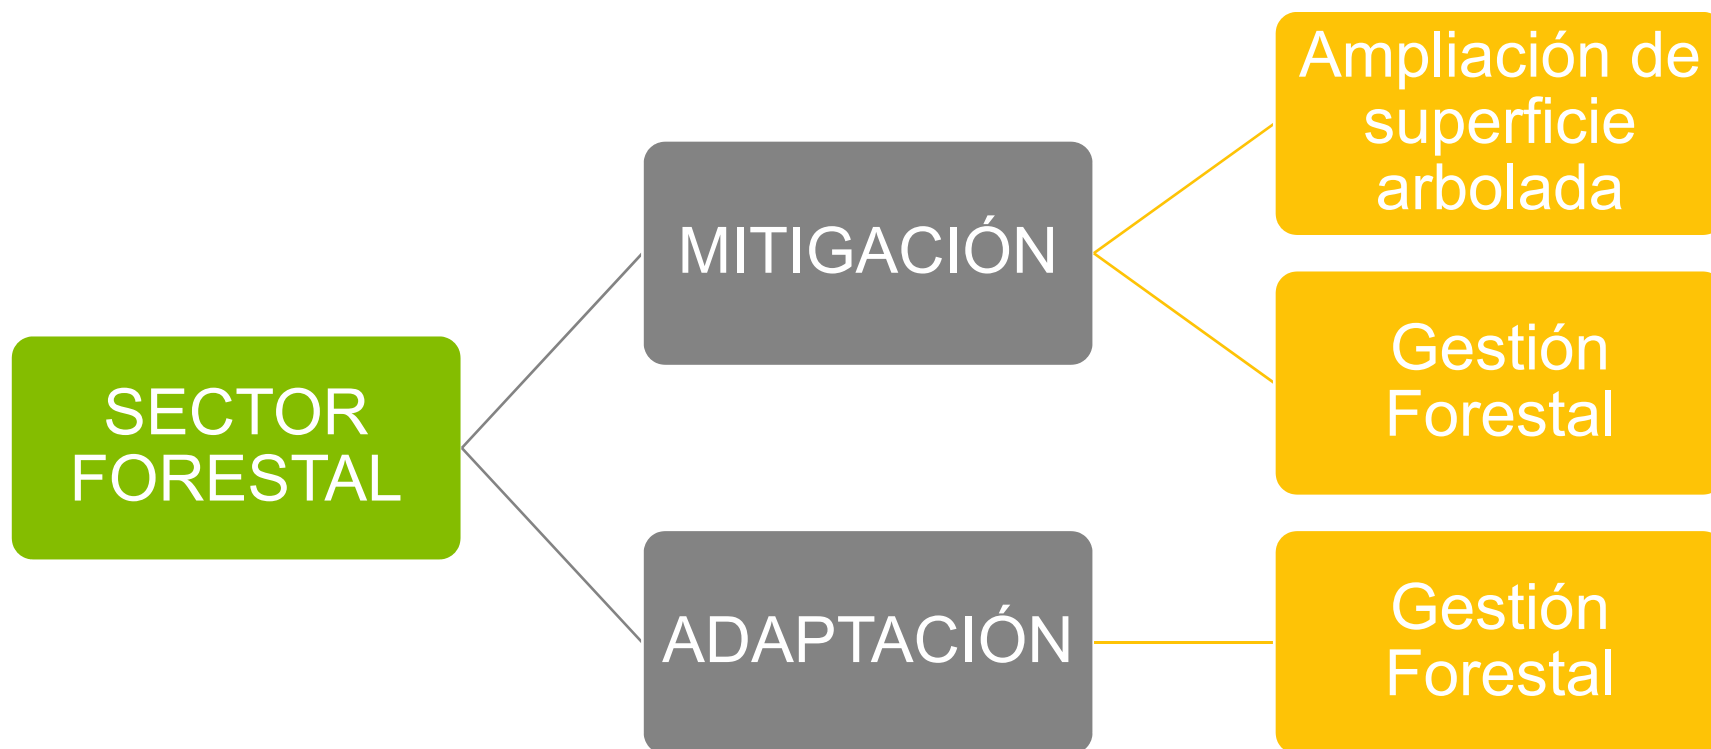 SECTOR
FORESTAL
MITIGACIÓN
Ampliación de
superficie
arbolada
Gestión
Forestal
ADAPTACIÓN
Gestión
Forestal